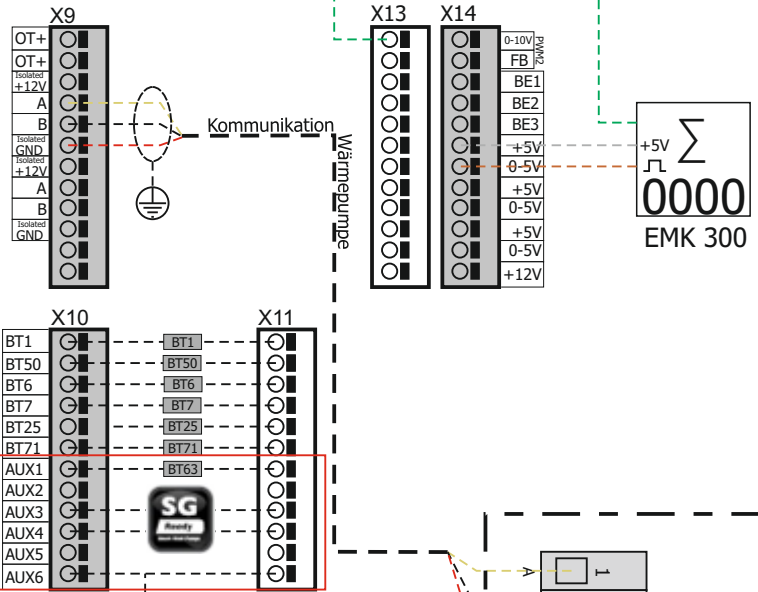 X9
OT+
OT+
Isolated
+12V
A
B
Isolated
GND
Isolated
+12V
A
B
Isolated
GND
Kommunikation
Wärmepumpe
X13
X14
0-10V
FB
PWM2
BE1
BE2
BE3
+5V
0-5V
+5V
0-5V
+5V
0-5V
+12V
+5V
Σ
0000
EMK 300
X10
X11
BT1
BT50
BT6
BT7
BT25
BT71
AUX1
AUX2
AUX3
AUX4
AUX5
AUX6
BT1
BT50
BT6
BT7
BT25
BT71
BT63
SG
Ready
A
1